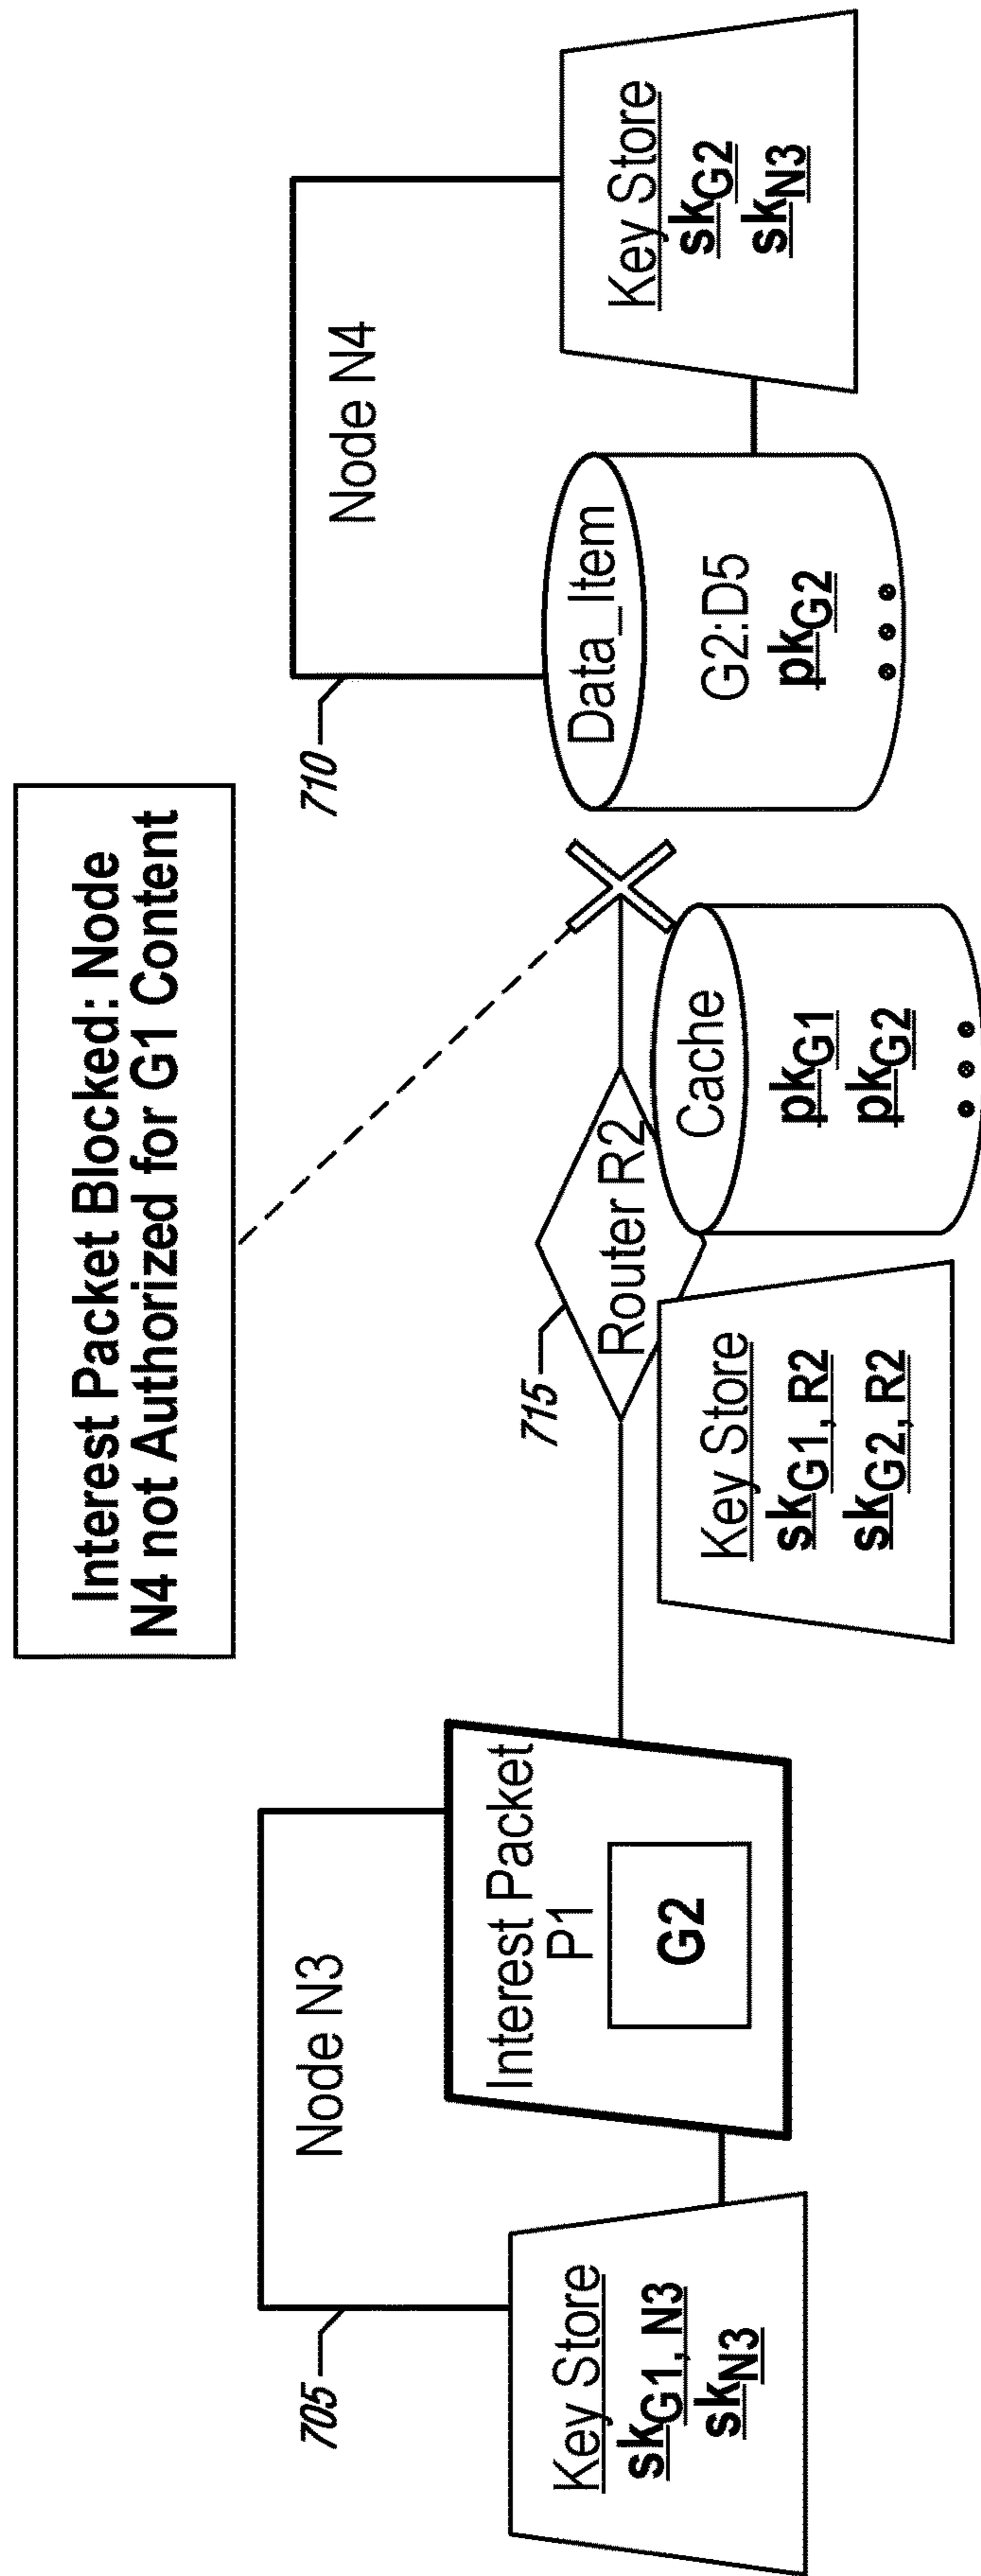 Interest Packet Blocked: Node
N4 not Authorized for G1 Content
705
Node N3
Key Store
skG1, N3
skN3
Interest Packet
P1
G2
715
Router R2
Key Store
skG1, R2
skG2, R2
Cache
pkG1
pkG2
710
Node N4
Data_Item
G2:D5
pkG2
Key Store
skG2
skN3